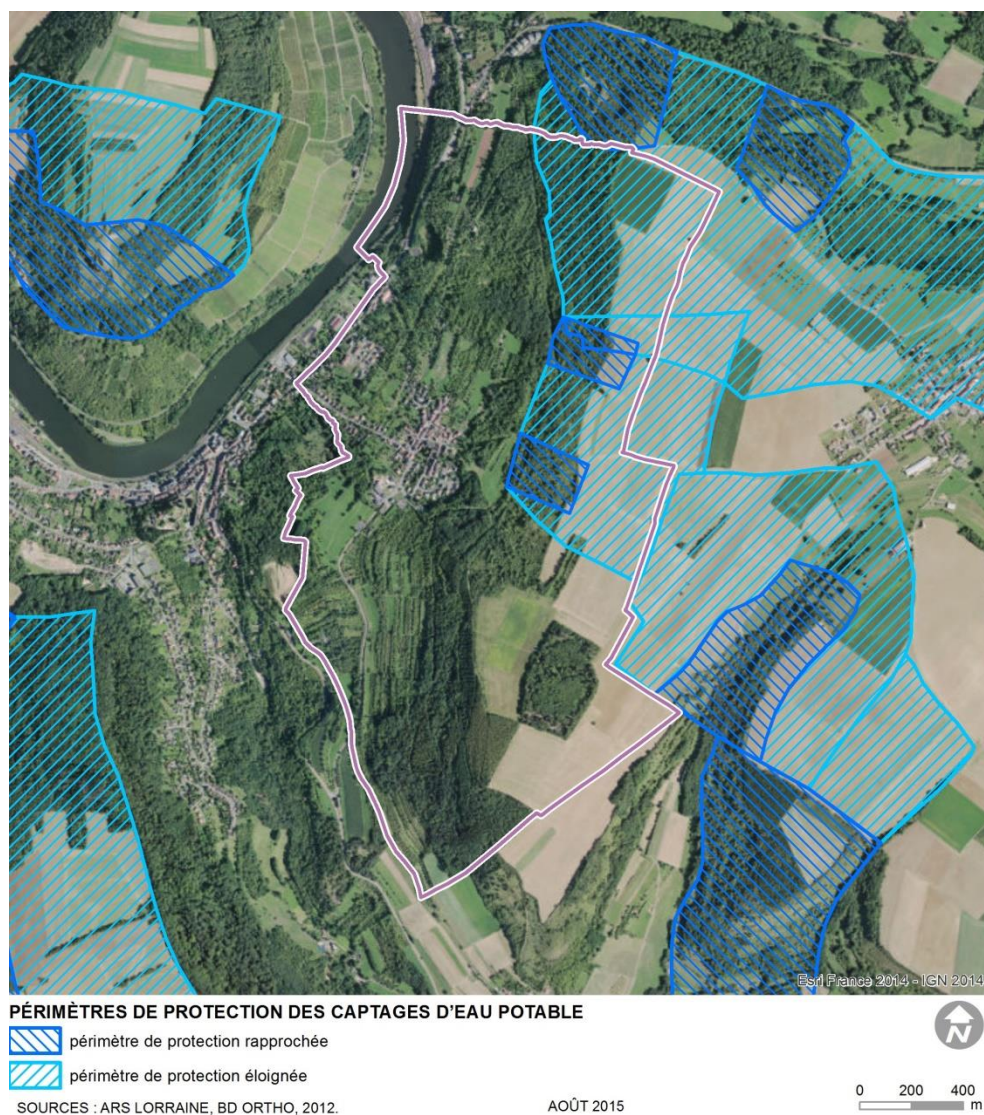 Esri France 2014 - IGN 2014
PÉRIMÈTRES DE PROTECTION DES CAPTAGES D'EAU POTABLE
N
périmètre de protection rapprochée
périmètre de protection éloignée
SOURCES : ARS LORRAINE, BD ORTHO, 2012.
AOÛT 2015
0 200 400
m